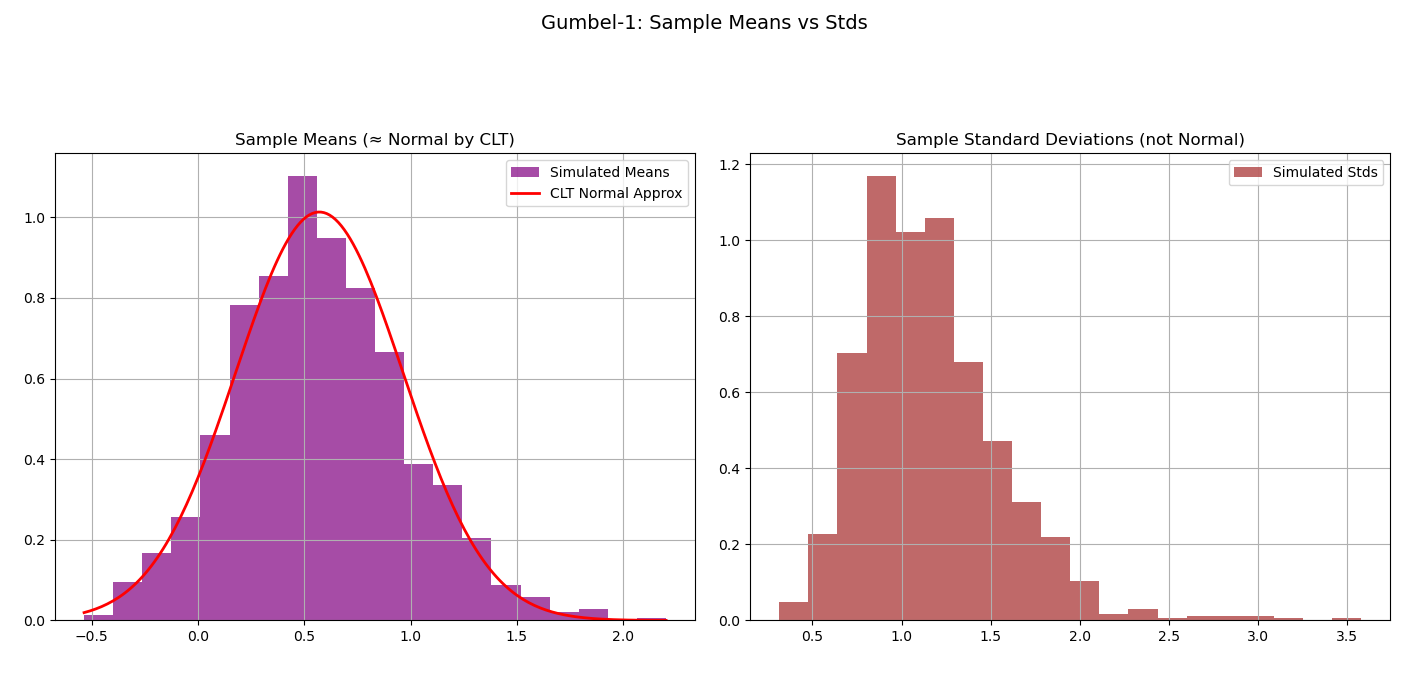 Gumbel-1: Sample Means vs Stds
Sample Means (≈ Normal by CLT)
Simulated Means
CLT Normal Approx
1.0
0.8
0.6
0.4
0.2
0.0
−0.5 0.0 0.5 1.0 1.5 2.0
Sample Standard Deviations (not Normal)
Simulated Stds
1.2
1.0
0.8
0.6
0.4
0.2
0.0
0.5 1.0 1.5 2.0 2.5 3.0 3.5